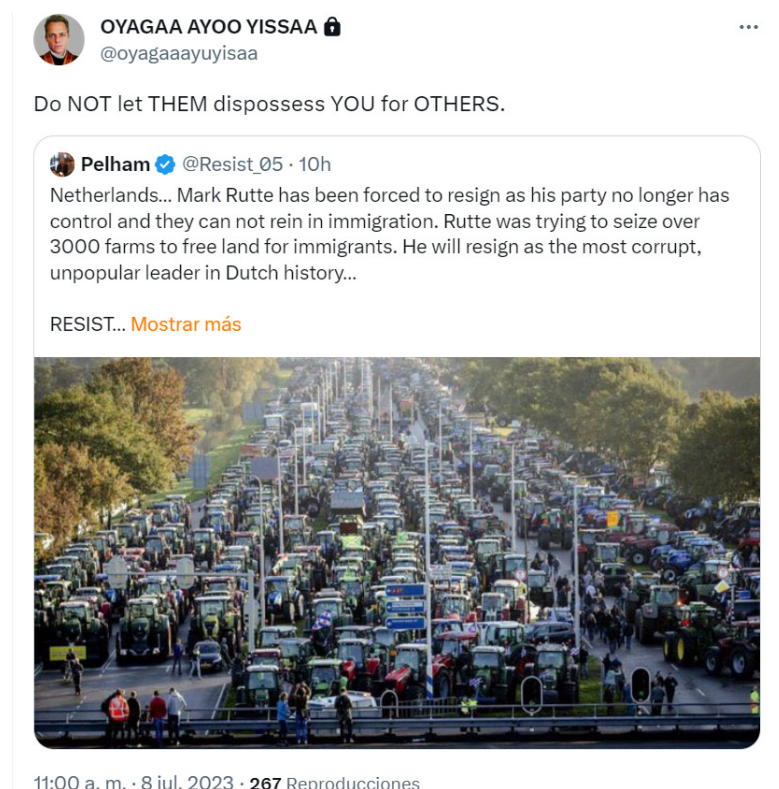 OYAGAA AYOO YISSAA
@oyagaaayuyisaa
Do NOT let THEM dispossess YOU for OTHERS.
Pelham @Resist_05 · 10h
Netherlands... Mark Rutte has been forced to resign as his party no longer has
control and they can not rein in immigration. Rutte was trying to seize over
3000 farms to free land for immigrants. He will resign as the most corrupt,
unpopular leader in Dutch history...
RESIST... Mostrar más
11:00 a. m. · 8 jul. 2023 · 267 Reproducciones